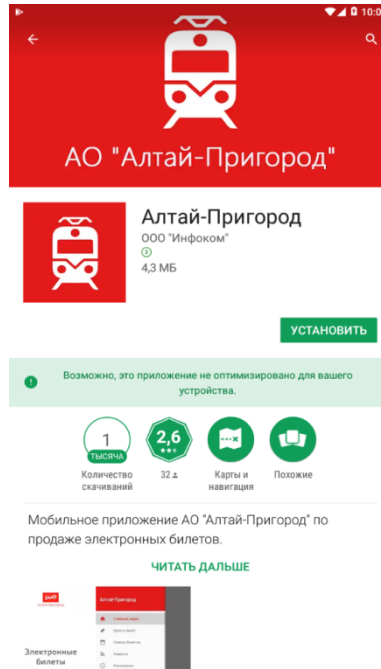 10:0
АО "Алтай-Пригород"
Алтай-Пригород
ООО "Инфоком"
3
4,3 МБ
УСТАНОВИТЬ
Возможно, это приложение не оптимизировано для вашего
устройства.
1
ТЫСЯЧА
2,6
Количество
скачиваний
32
Карты и
навигация
Похожие
Мобильное приложение АО "Алтай-Пригород" по
продаже электронных билетов.
ЧИТАТЬ ДАЛЬШЕ
Алтай-Пригород
Электронные
билеты